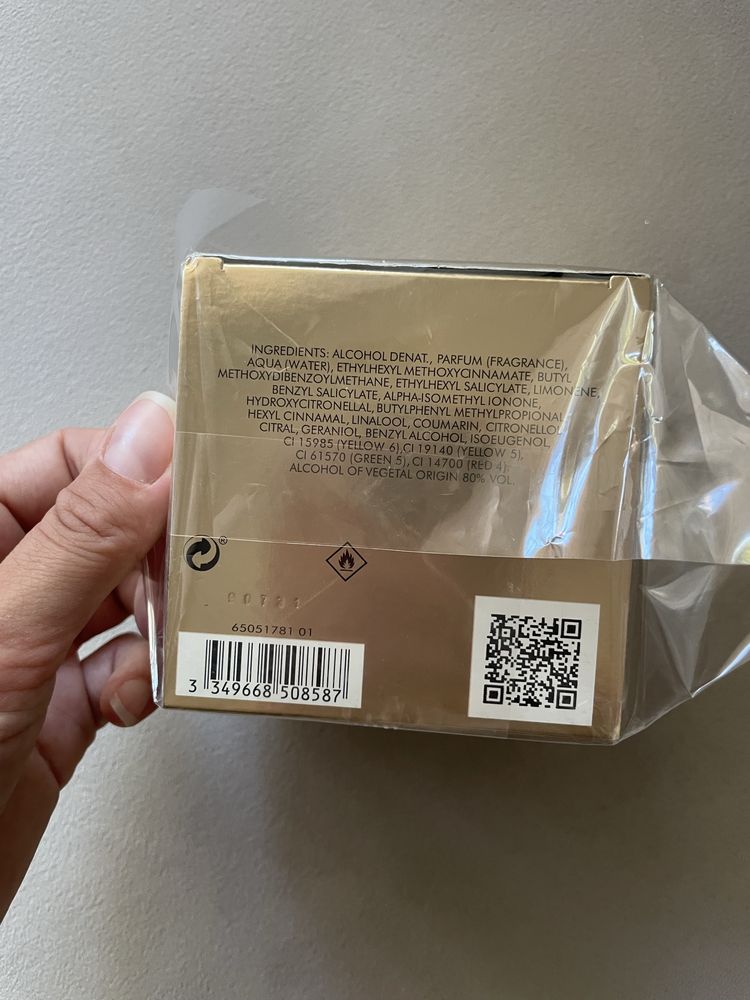 INGREDIENTS: ALCOHOL DENAT., PARFUM (FRAGRANCE),
AQUA (WATER), ETHYLHEXYL METHOXYCINNAMATE, BUTYL
METHOXYDIBENZOYLMETHANE, ETHYLHEXYL SALICYLATE, LIMONENE,
BENZYL SALICYLATE, ALPHA-ISOMETHYL IONONE,
HYDROXYCITRONELLAL, BUTYLPHENYL METHYLPROPIONAL,
HEXYL CINNAMAL, LINALOOL, COUMARIN, CITRONELLOL,
CITRAL, GERANIOL, BENZYL ALCOHOL, ISOEUGENOL,
CI 15985 (YELLOW 6), CI 19140 (YELLOW 5),
CI 61570 (GREEN 5), CI 14700 (RED 4).
ALCOHOL OF VEGETAL ORIGIN 80% VOL.
®
65051781 01
3 349668 508587